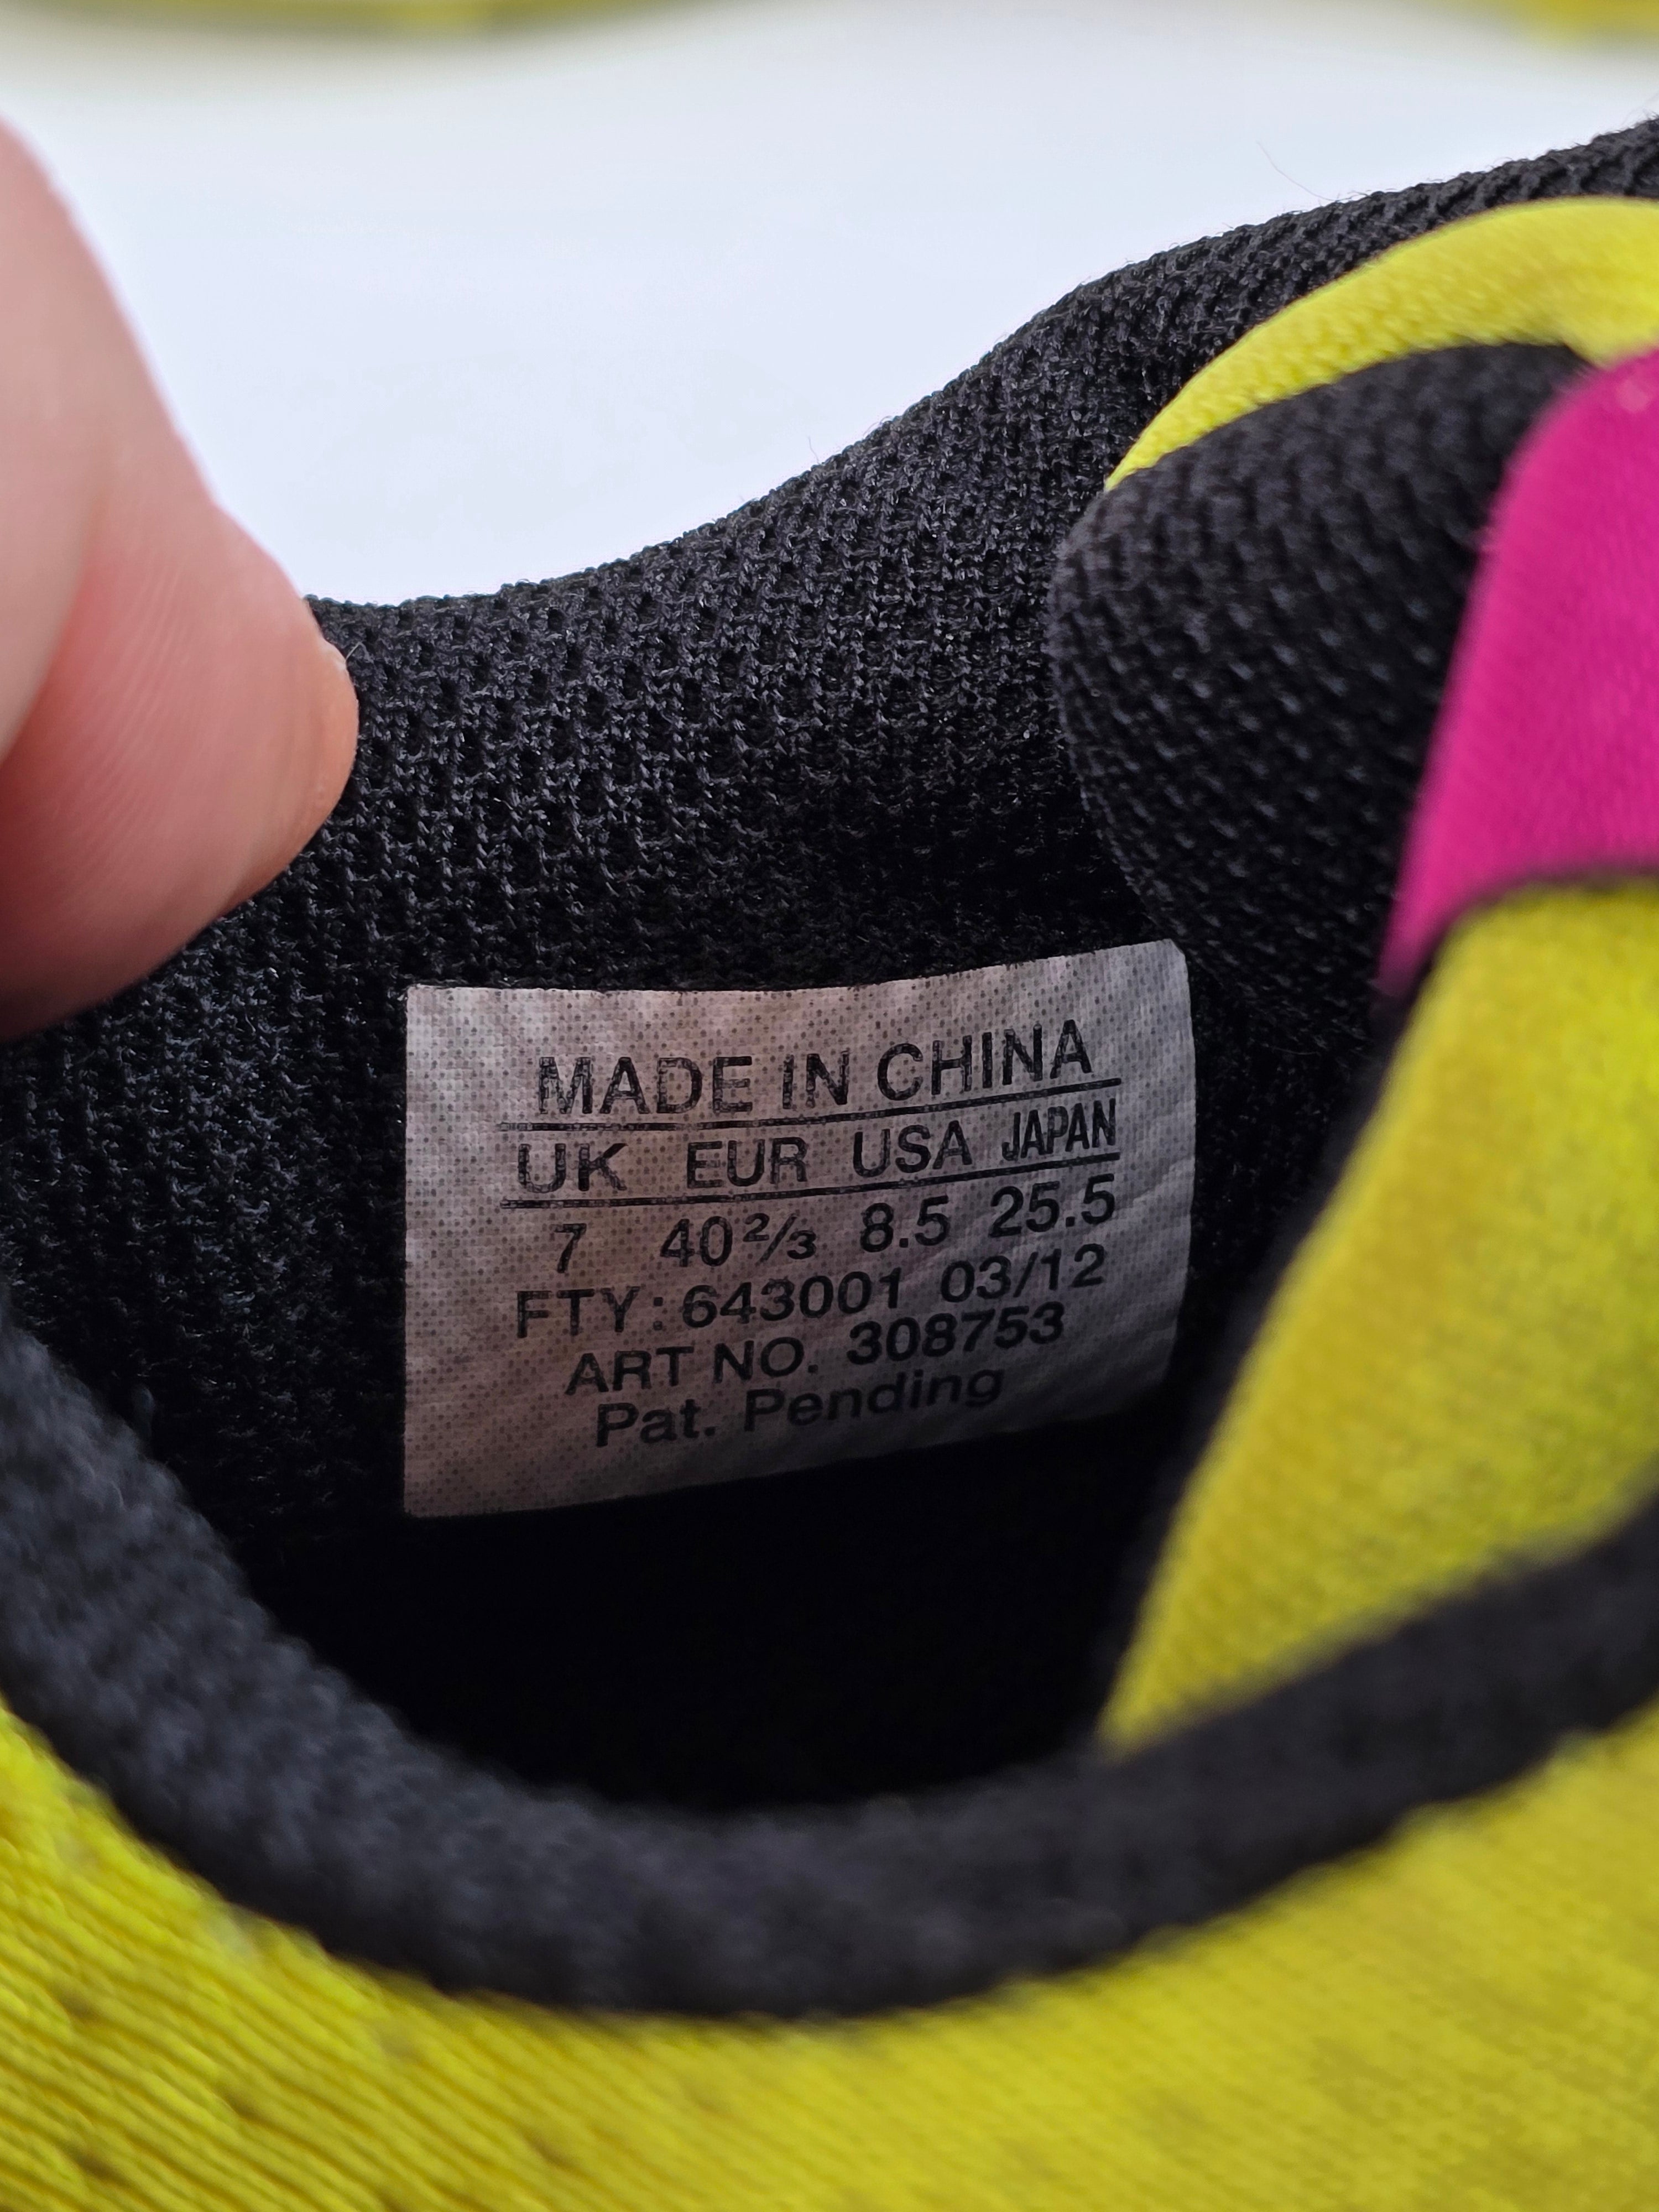 MADE IN CHINA
UK EUR USA JAPAN
7 40⅔ 8.5 25.5
FTY:643001 03/12
ART NO. 308753
Pat. Pending